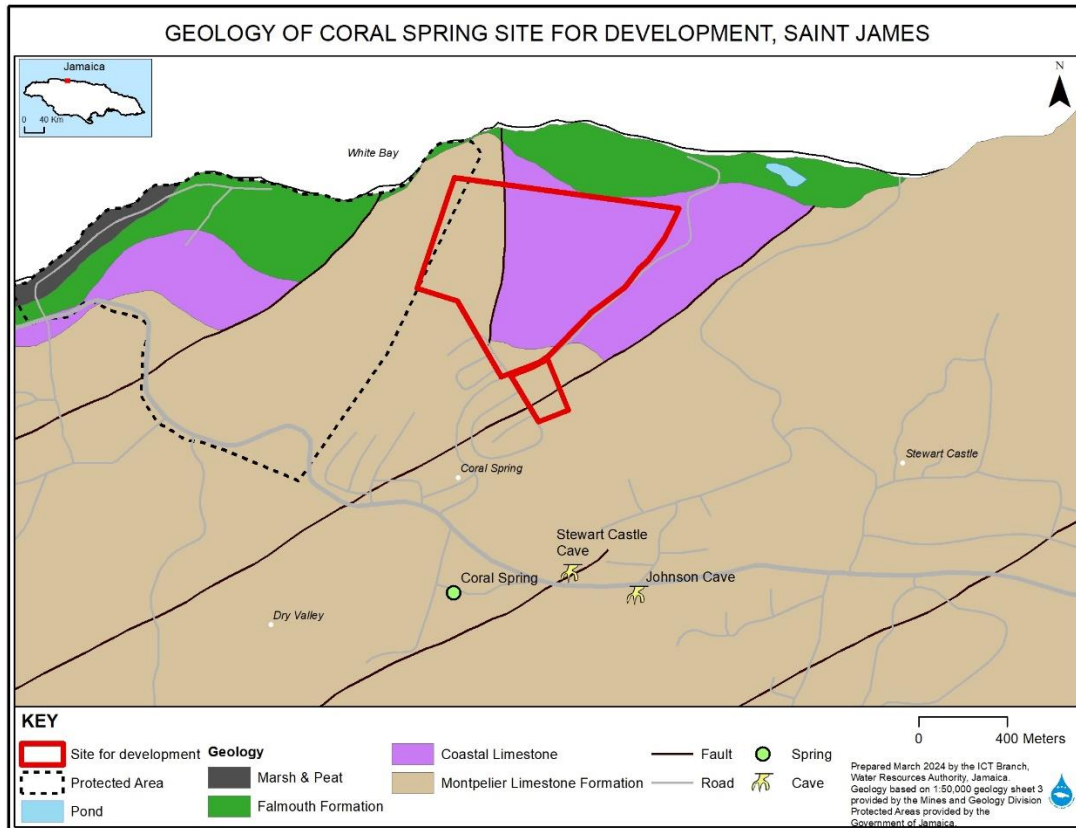 GEOLOGY OF CORAL SPRING SITE FOR DEVELOPMENT, SAINT JAMES
Jamaica
0 40 Km
N
White Bay
Coral Spring
Stewart Castle
Stewart Castle
Cave
Coral Spring
Johnson Cave
Dry Valley
KEY
Site for development
Protected Area
Pond
Geology
Marsh & Peat
Falmouth Formation
Coastal Limestone
Montpelier Limestone Formation
Fault
Road
Spring
Cave
0 400 Meters
Prepared March 2024 by the ICT Branch,
Water Resources Authority, Jamaica.
Geology based on 1:50,000 geology sheet 3
provided by the Mines and Geology Division
Protected Areas provided by the
Government of Jamaica.